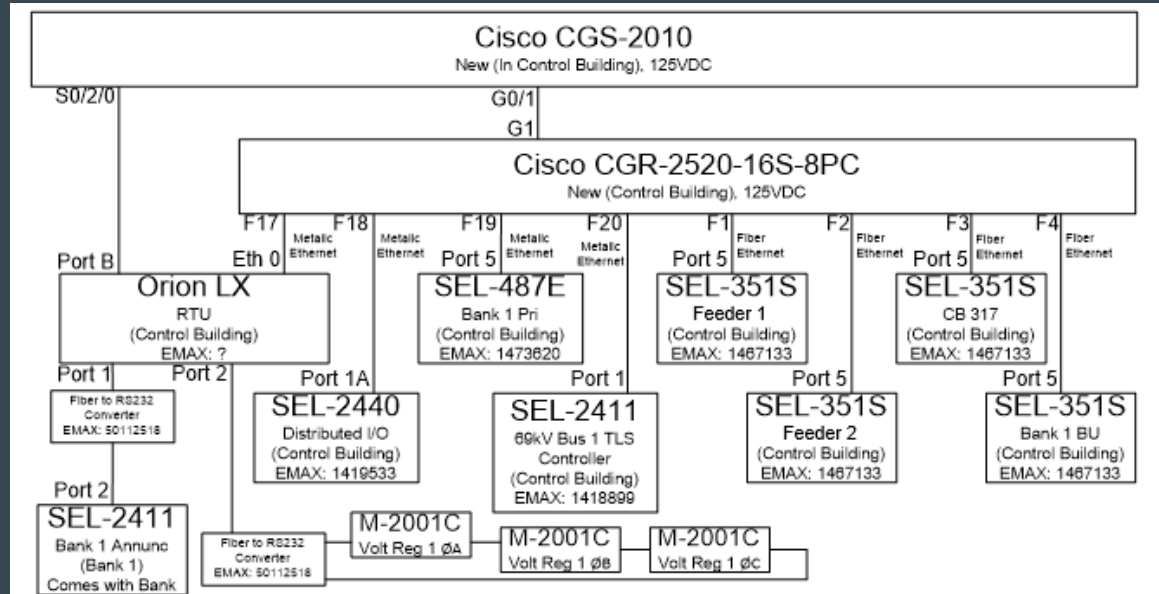 Cisco CGS-2010
New (In Control Building), 125VDC
S0/2/0
G0/1
G1
Cisco CGR-2520-16S-8PC
New (Control Building), 125VDC
F17
F18
F19
F20
F1
F2
F3
F4
Metalic
Ethernet
Metalic
Ethernet
Metalic
Ethernet
Metalic
Ethernet
Fiber
Ethernet
Fiber
Ethernet
Fiber
Ethernet
Fiber
Ethernet
Port B
Eth 0
Port 5
Port 5
Port 5
Orion LX
RTU
(Control Building)
EMAX: ?
SEL-487E
Bank 1 Pri
(Control Building)
EMAX: 1473620
SEL-351S
Feeder 1
(Control Building)
EMAX: 1467133
SEL-351S
CB 317
(Control Building)
EMAX: 1467133
Port 1
Port 2
Port 1A
Port 1
Port 5
Port 5
Fiber to RS232
Converter
EMAX: 50112518
SEL-2440
Distributed I/O
(Control Building)
EMAX: 1419533
SEL-2411
69kV Bus 1 TLS
Controller
(Control Building)
EMAX: 1418899
SEL-351S
Feeder 2
(Control Building)
EMAX: 1467133
SEL-351S
Bank 1 BU
(Control Building)
EMAX: 1467133
Port 2
SEL-2411
Bank 1 Annunc
(Bank 1)
Comes with Bank
Fiber to RS232
Converter
EMAX: 50112518
M-2001C
Volt Reg 1 ØA
M-2001C
Volt Reg 1 ØB
M-2001C
Volt Reg 1 ØC